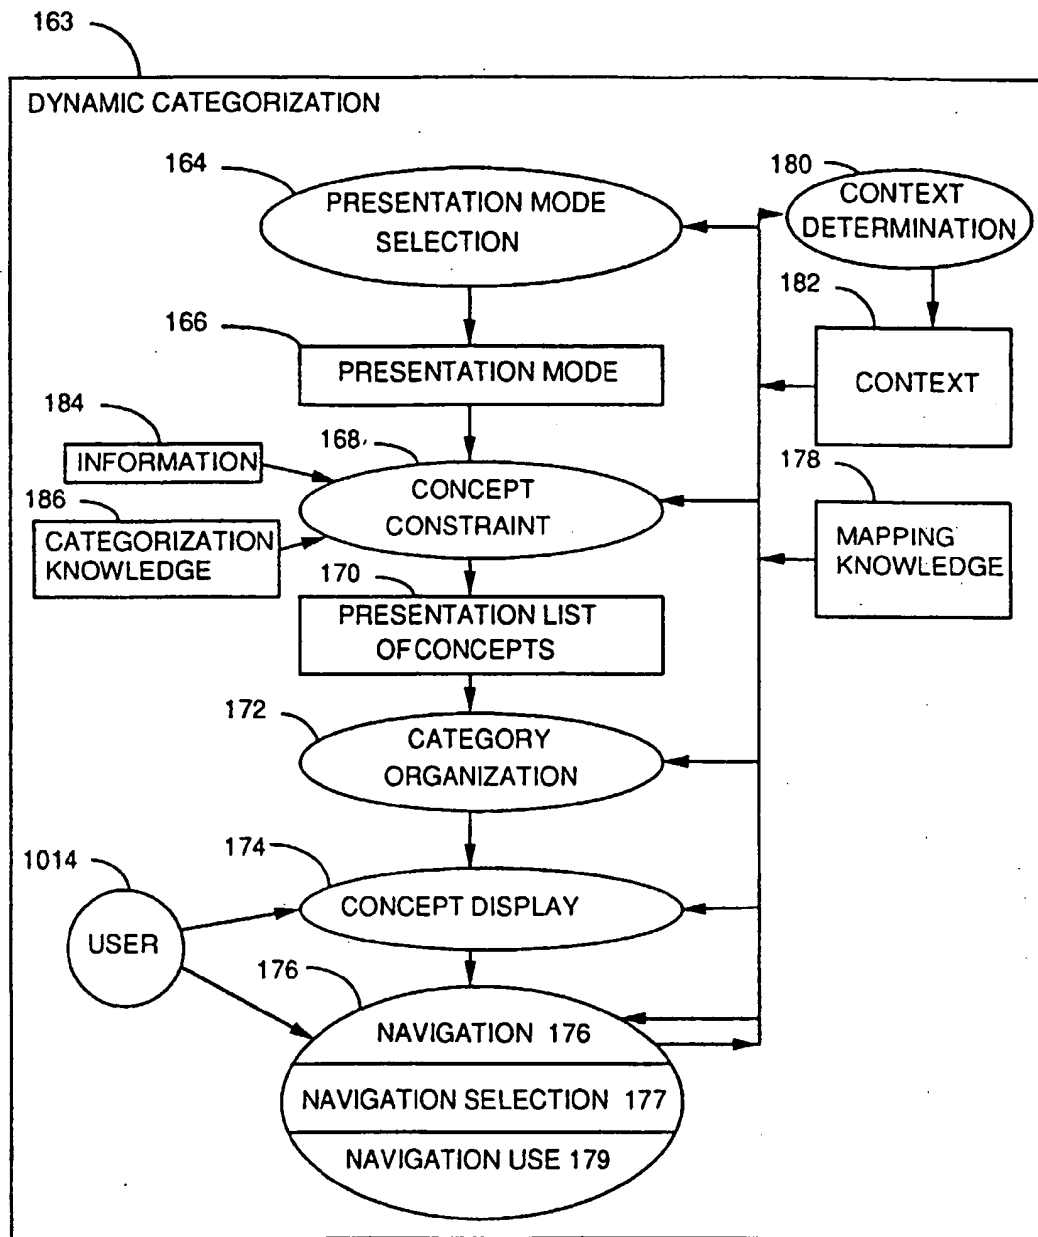 163
DYNAMIC CATEGORIZATION
164
PRESENTATION MODE
SELECTION
180
CONTEXT
DETERMINATION
166
PRESENTATION MODE
182
CONTEXT
184
INFORMATION
168
CONCEPT
CONSTRAINT
178
MAPPING
KNOWLEDGE
186
CATEGORIZATION
KNOWLEDGE
170
PRESENTATION LIST
OF CONCEPTS
172
CATEGORY
ORGANIZATION
174
CONCEPT DISPLAY
1014
USER
176
NAVIGATION 176
NAVIGATION SELECTION 177
NAVIGATION USE 179